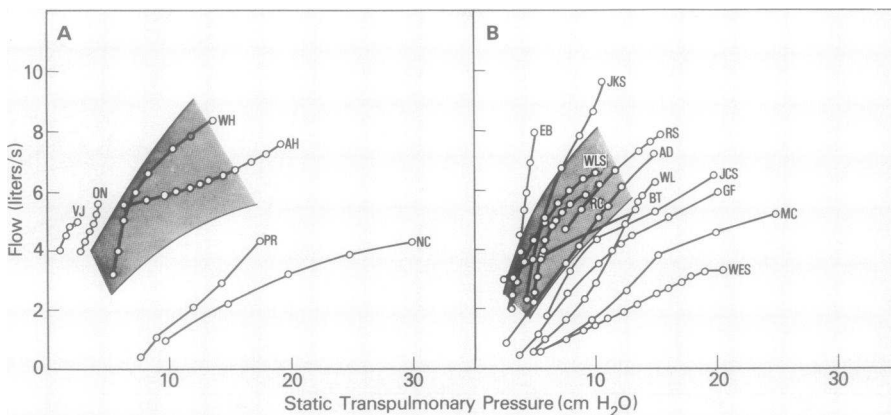 A
B
10
8
6
4
2
0
Flow (liters/s)
VJ
ON
WH
AH
PR
NC
EB
JKS
WLS
RC
RS
AD
WL
BT
JCS
GF
MC
WES
10
20
30
10
20
30
Static Transpulmonary Pressure (cm H₂O)